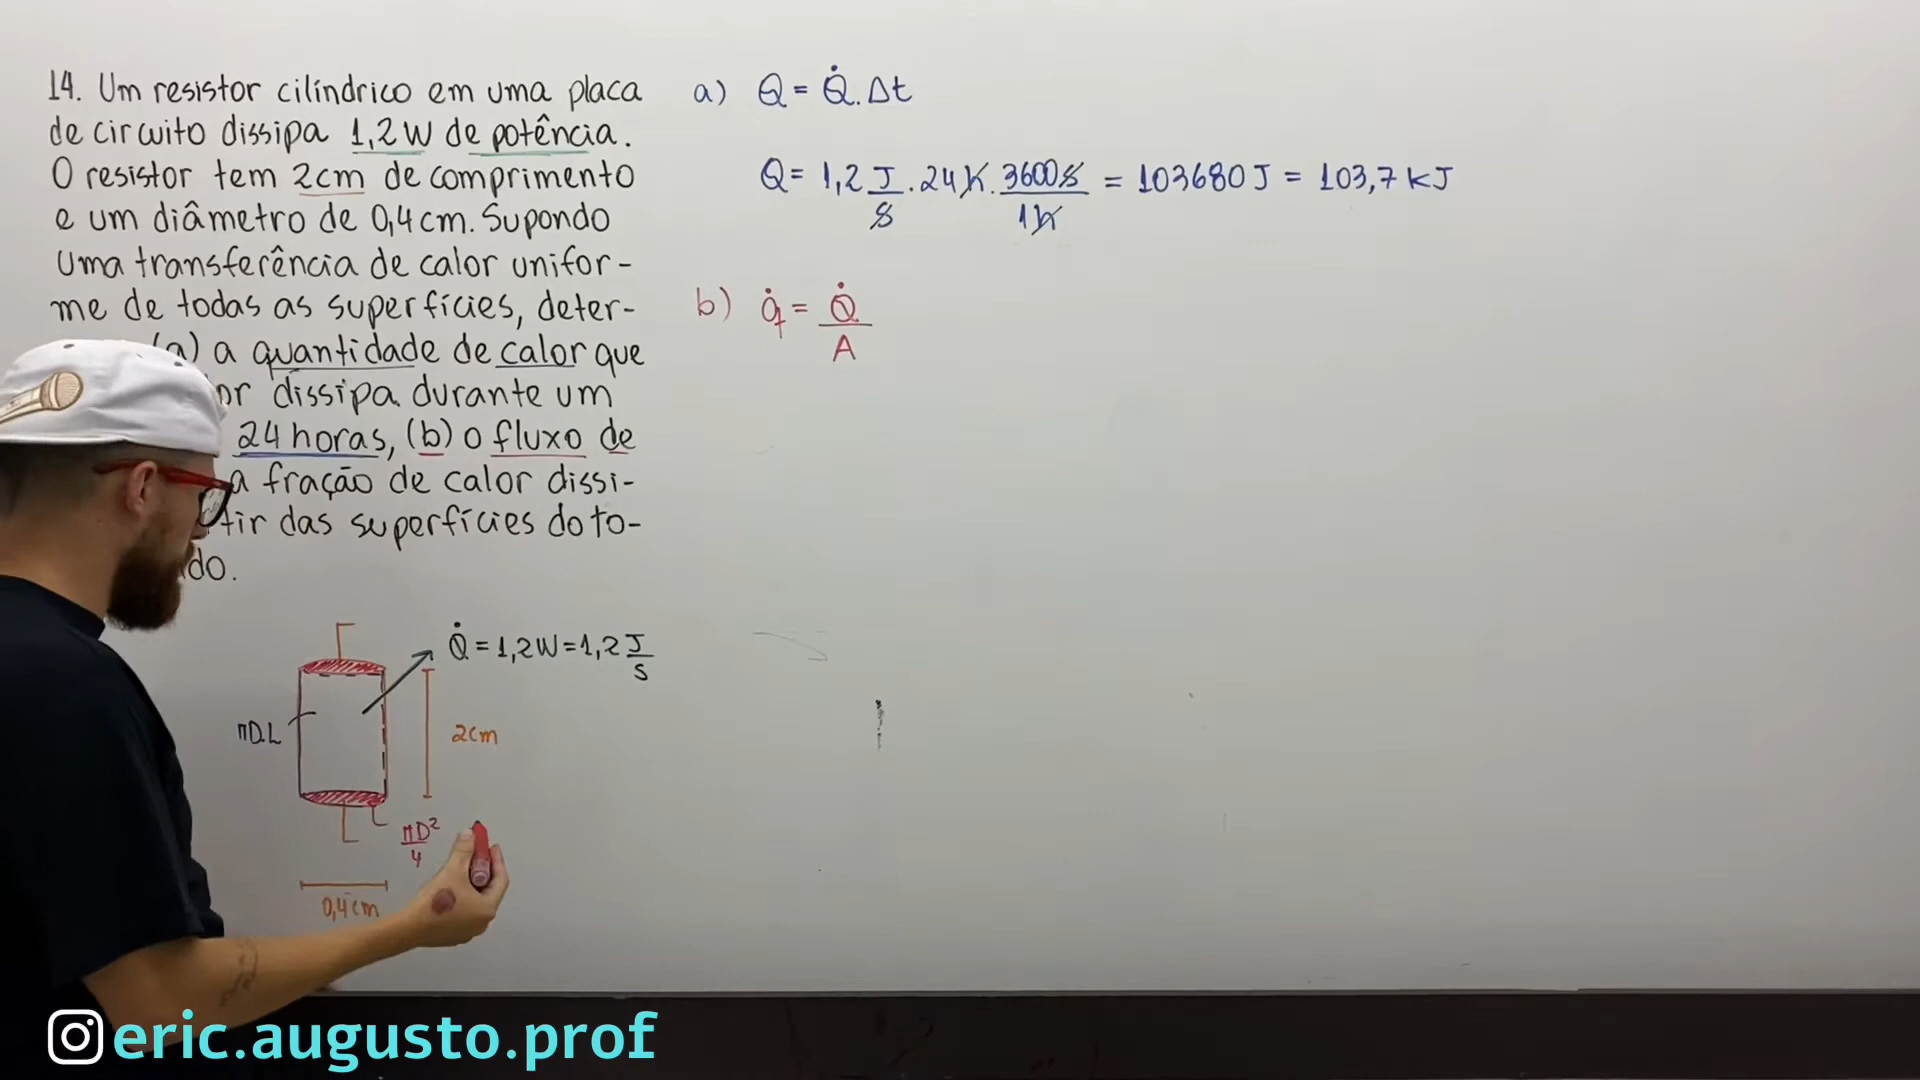 14. Um resistor cilíndrico em uma placa
de circuito dissipa 1,2W de potência.
O resistor tem 2cm de comprimento
e um diâmetro de 0,4cm. Supondo
uma transferência de calor unifor-
me de todas as superfícies, deter-
(a) a quantidade de calor que
or dissipa durante um
24 horas, (b) o fluxo de
a fração de calor dissi-
tir das superfícies do to-
do.
a) Q = Q̇.Δt
Q = 1,2 J/s . 24h . 3600s/1h = 103680J = 103,7 kJ
b) q̇ = Q̇/A
Q̇ = 1,2W = 1,2 J/s
πD.L
2cm
πD²/4
0,4cm
eric.augusto.prof